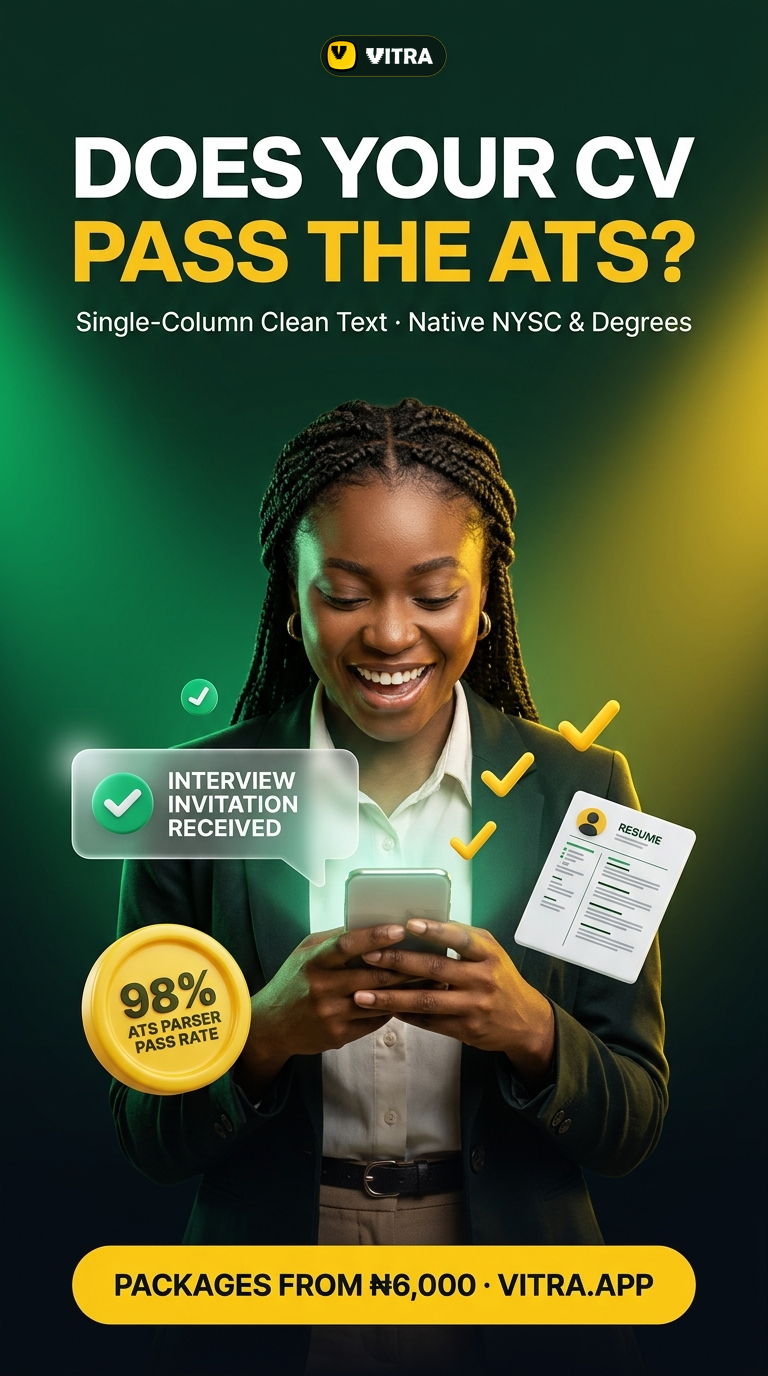 VITRA
DOES YOUR CV
PASS THE ATS?
Single-Column Clean Text · Native NYSC & Degrees
INTERVIEW
INVITATION
RECEIVED
RESUME
98%
ATS PARSER
PASS RATE
PACKAGES FROM ₦6,000 · VITRA.APP